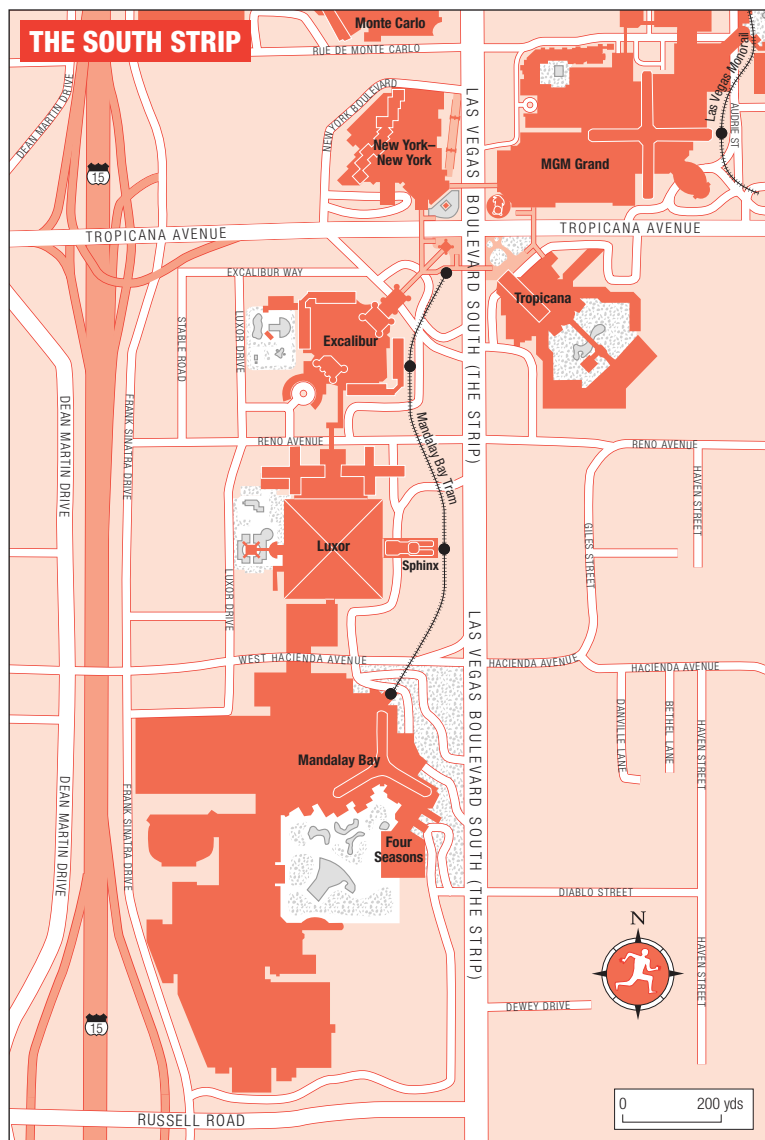 THE SOUTH STRIP
Monte Carlo
RUE DE MONTE CARLO
Las Vegas Monorail
AUDRIE ST
DEAN MARTIN DRIVE
NEW YORK BOULEVARD
LAS VEGAS BOULEVARD SOUTH (THE STRIP)
New York–
New York
MGM Grand
15
TROPICANA AVENUE
TROPICANA AVENUE
EXCALIBUR WAY
Tropicana
STABLE ROAD
LUXOR DRIVE
Excalibur
DEAN MARTIN DRIVE
FRANK SINATRA DRIVE
Mandalay Bay Tram
RENO AVENUE
RENO AVENUE
HAVEN STREET
GILES STREET
Luxor
Sphinx
LUXOR DRIVE
LAS VEGAS BOULEVARD SOUTH (THE STRIP)
WEST HACIENDA AVENUE
HACIENDA AVENUE
HACIENDA AVENUE
DANVILLE LANE
BETHEL LANE
HAVEN STREET
Mandalay Bay
DEAN MARTIN DRIVE
FRANK SINATRA DRIVE
Four
Seasons
DIABLO STREET
N
HAVEN STREET
DEWEY DRIVE
15
0 200 yds
RUSSELL ROAD